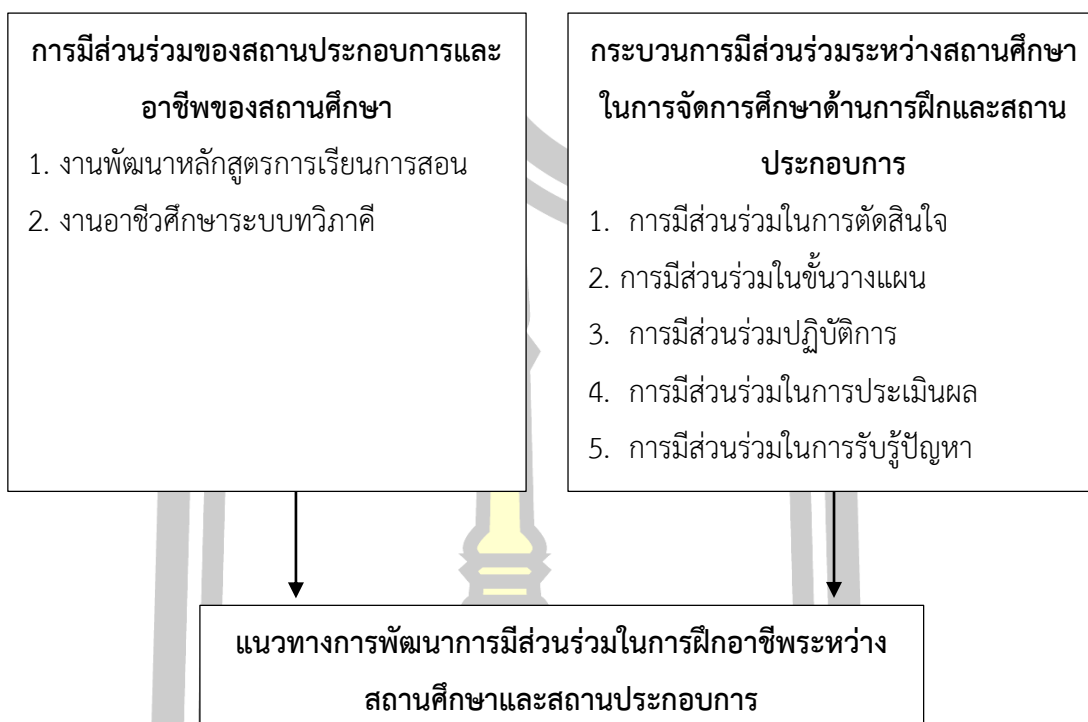 การมีส่วนร่วมของสถานประกอบการและ
อาชีพของสถานศึกษา
1. งานพัฒนาหลักสูตรการเรียนการสอน
2. งานอาชีวศึกษาระบบทวิภาคี
กระบวนการมีส่วนร่วมระหว่างสถานศึกษา
ในการจัดการศึกษาด้านการฝึกและสถาน
ประกอบการ
1. การมีส่วนร่วมในการตัดสินใจ
2. การมีส่วนร่วมในขั้นวางแผน
3. การมีส่วนร่วมปฏิบัติการ
4. การมีส่วนร่วมในการประเมินผล
5. การมีส่วนร่วมในการรับรู้ปัญหา
แนวทางการพัฒนาการมีส่วนร่วมในการฝึกอาชีพระหว่าง
สถานศึกษาและสถานประกอบการ